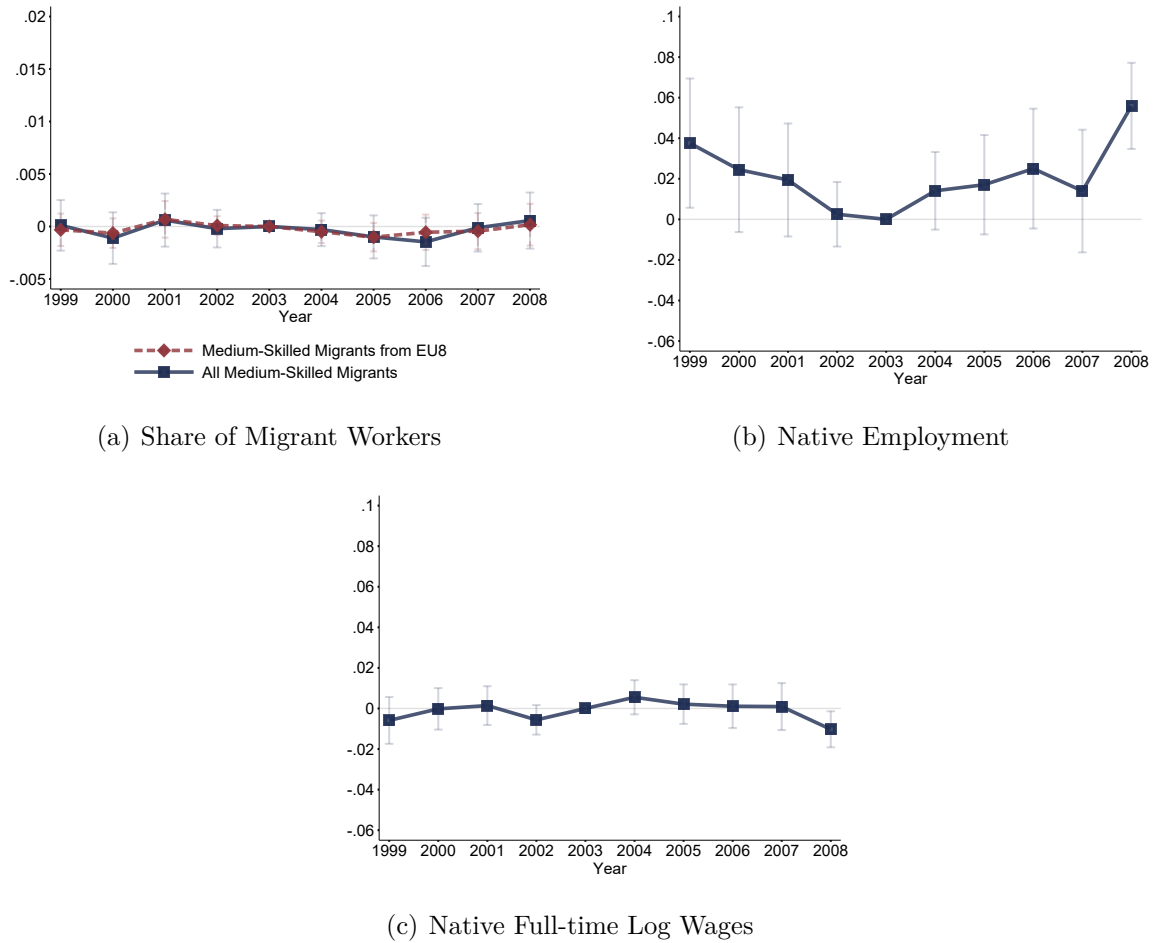 .02
.015
.01
.005
0
-.005
1999 2000 2001 2002 2003 2004 2005 2006 2007 2008
Year
Medium-Skilled Migrants from EU8
All Medium-Skilled Migrants
(a) Share of Migrant Workers
.1
.08
.06
.04
.02
0
-.02
-.04
-.06
1999 2000 2001 2002 2003 2004 2005 2006 2007 2008
Year
(b) Native Employment
.1
.08
.06
.04
.02
0
-.02
-.04
-.06
1999 2000 2001 2002 2003 2004 2005 2006 2007 2008
Year
(c) Native Full-time Log Wages